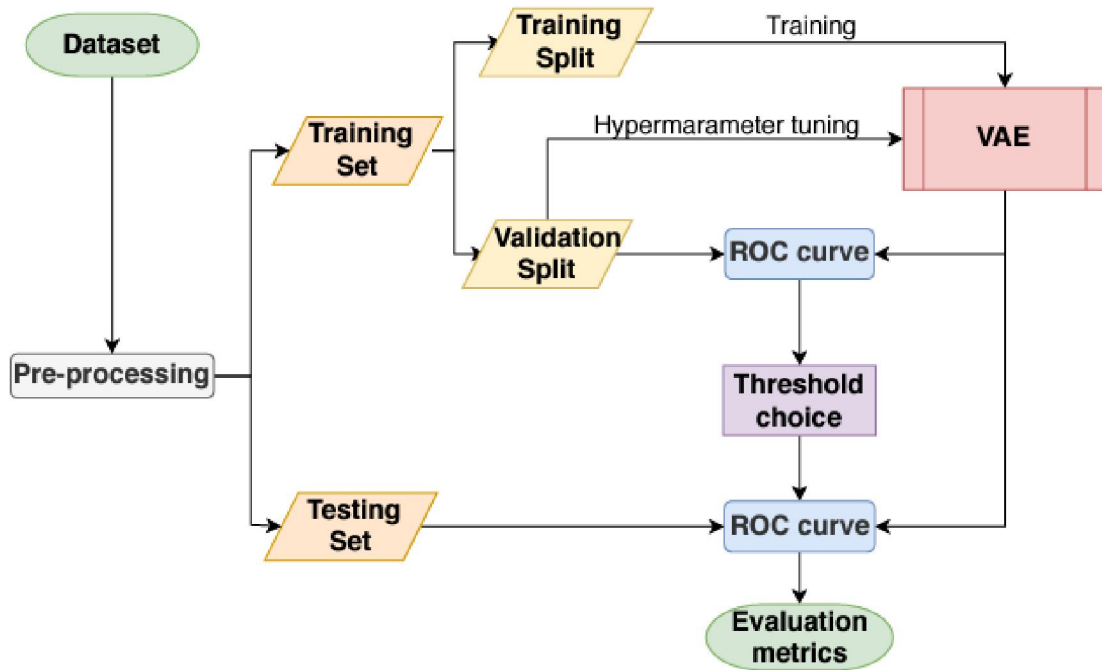 Dataset
Training
Split
Training
Training
Set
Hypermarameter tuning
VAE
Validation
Split
ROC curve
Pre-processing
Threshold
choice
Testing
Set
ROC curve
Evaluation
metrics